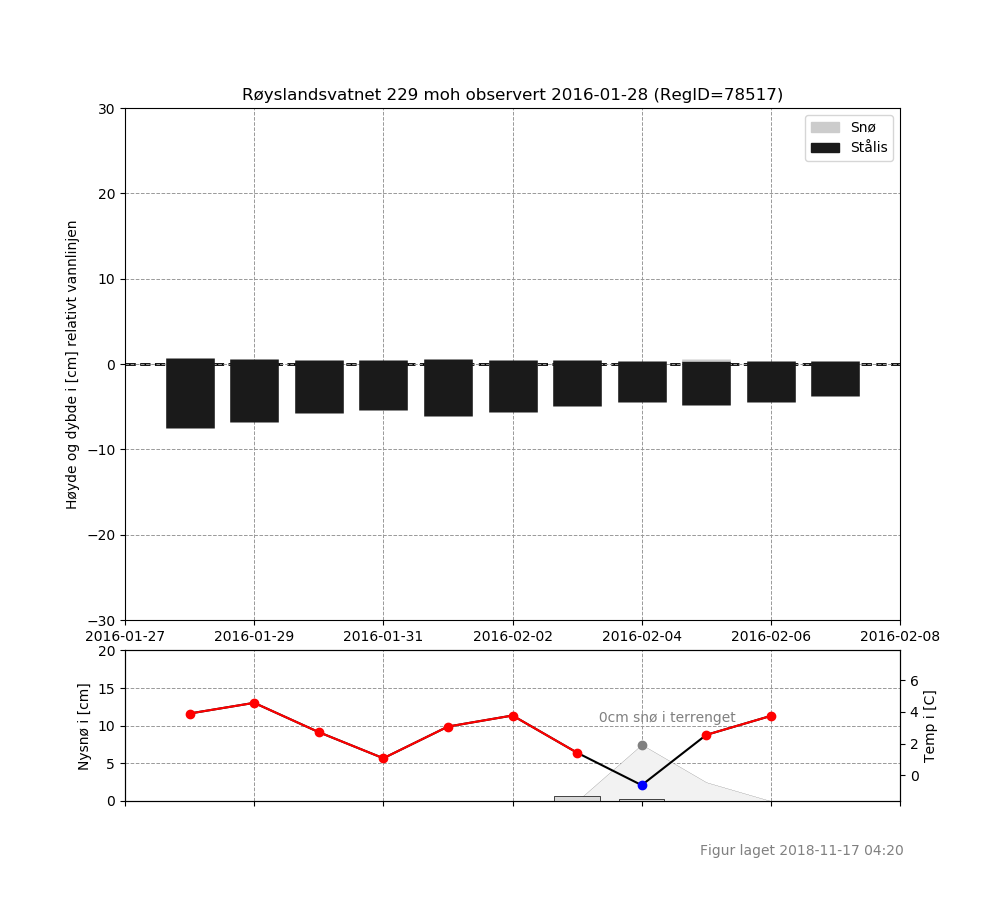 Røyslandsvatnet 229 moh observert 2016-01-28 (RegID=78517)
Snø
Stålis
30
20
10
0
−10
−20
−30
Høyde og dybde i [cm] relativt vannlinjen
2016-01-27 2016-01-29 2016-01-31 2016-02-02 2016-02-04 2016-02-06 2016-02-08
20
15
10
5
0
Nysnø i [cm]
0cm snø i terrenget
6
4
2
0
Temp i [C]
Figur laget 2018-11-17 04:20